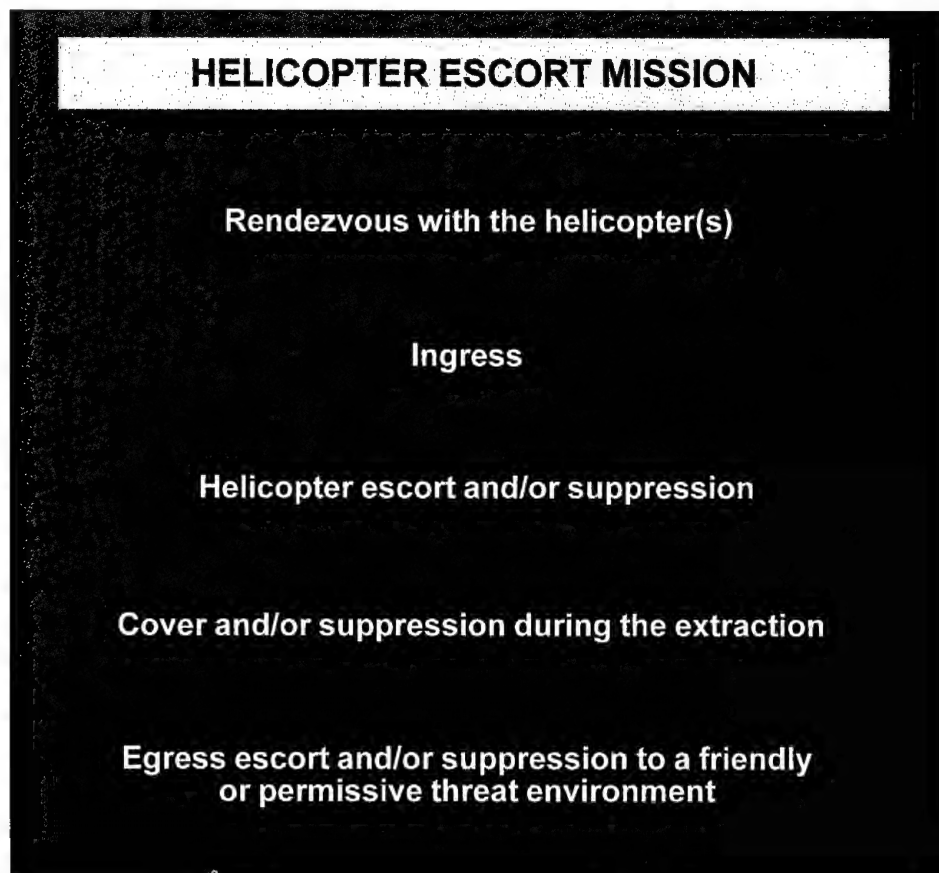 HELICOPTER ESCORT MISSION
Rendezvous with the helicopter(s)
Ingress
Helicopter escort and/or suppression
Cover and/or suppression during the extraction
Egress escort and/or suppression to a friendly
or permissive threat environment